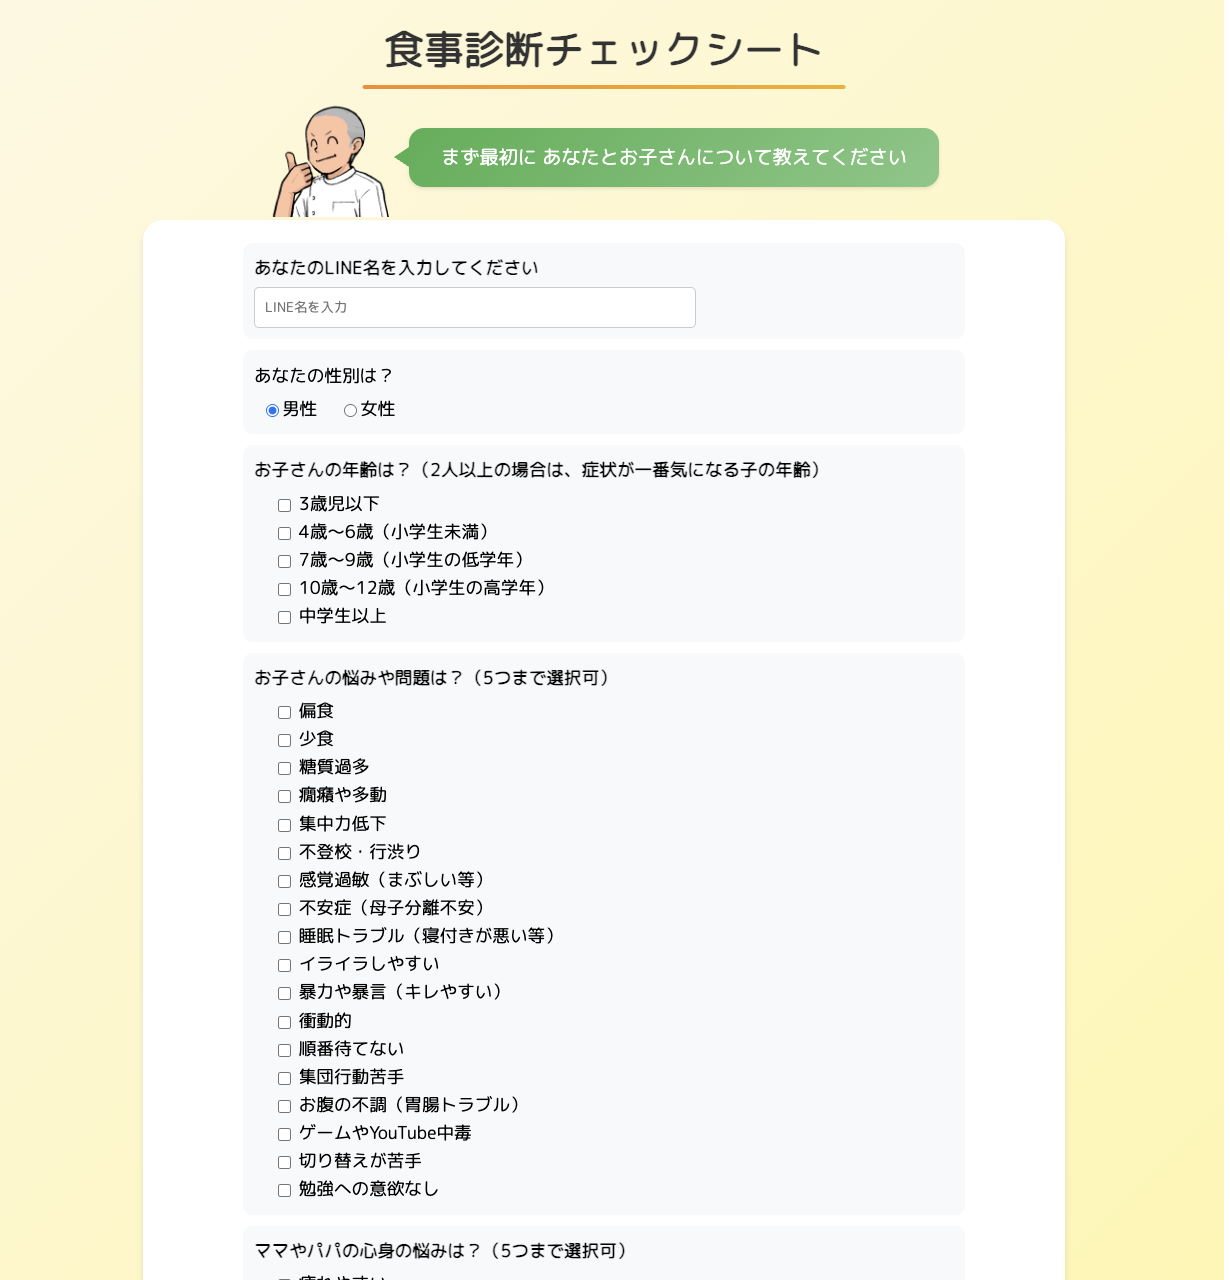 食事診断チェックシート
まず最初に あなたとお子さんについて教えてください
あなたのLINE名を入力してください
LINE名を入力
あなたの性別は？
男性 女性
お子さんの年齢は？（2人以上の場合は、症状が一番気になる子の年齢）
3歳児以下
4歳〜6歳（小学生未満）
7歳〜9歳（小学生の低学年）
10歳〜12歳（小学生の高学年）
中学生以上
お子さんの悩みや問題は？（5つまで選択可）
偏食
少食
糖質過多
癇癪や多動
集中力低下
不登校・行渋り
感覚過敏（まぶしい等）
不安症（母子分離不安）
睡眠トラブル（寝付きが悪い等）
イライラしやすい
暴力や暴言（キレやすい）
衝動的
順番待てない
集団行動苦手
お腹の不調（胃腸トラブル）
ゲームやYouTube中毒
切り替えが苦手
勉強への意欲なし
ママやパパの心身の悩みは？（5つまで選択可）
疲れやすい